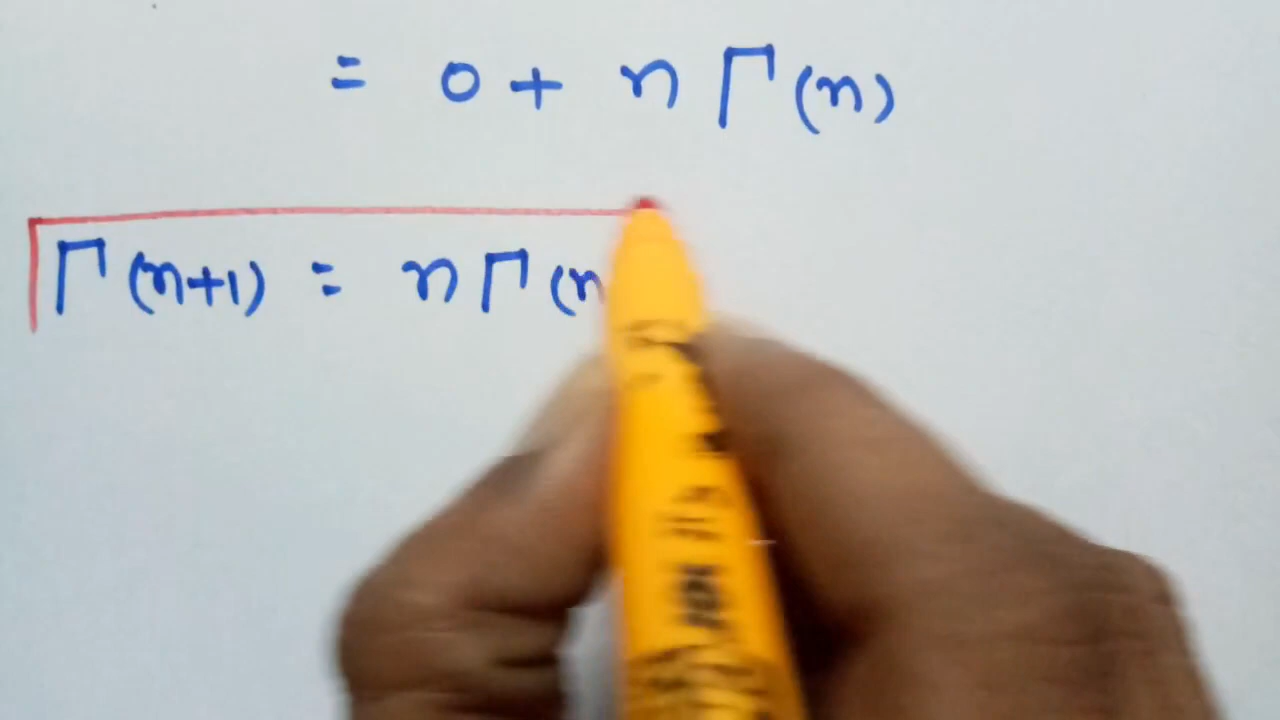 = 0 + n Γ(n)
Γ(n+1) = n Γ(n